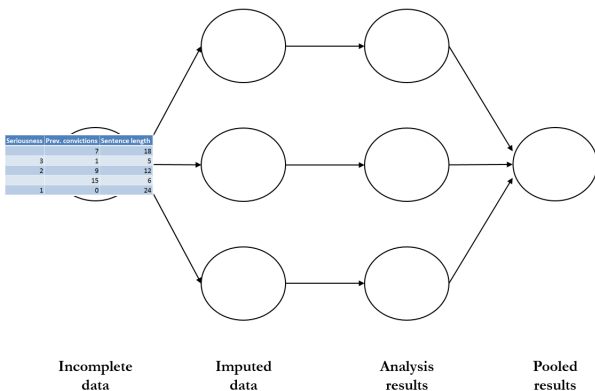 Seriousness Prev. convictions Sentence length
7 18
3 1 5
2 9 12
15 6
1 0 24
Incomplete data
Imputed data
Analysis results
Pooled results